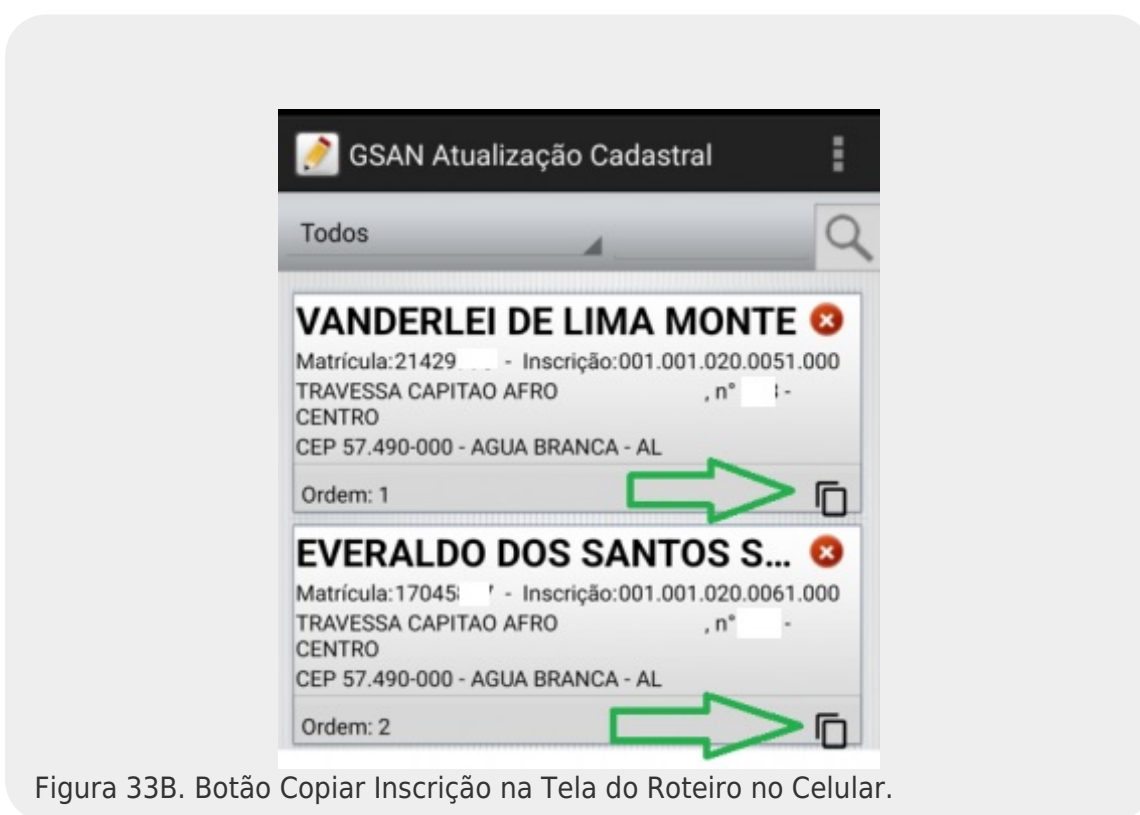 GSAN Atualização Cadastral
Todos
VANDERLEI DE LIMA MONTE
Matrícula:21429 - Inscrição:001.001.020.0051.000
TRAVESSA CAPITAO AFRO , n° -
CENTRO
CEP 57.490-000 - AGUA BRANCA - AL
Ordem: 1
EVERALDO DOS SANTOS S...
Matrícula:17045 - Inscrição:001.001.020.0061.000
TRAVESSA CAPITAO AFRO , n° -
CENTRO
CEP 57.490-000 - AGUA BRANCA - AL
Ordem: 2
Figura 33B. Botão Copiar Inscrição na Tela do Roteiro no Celular.